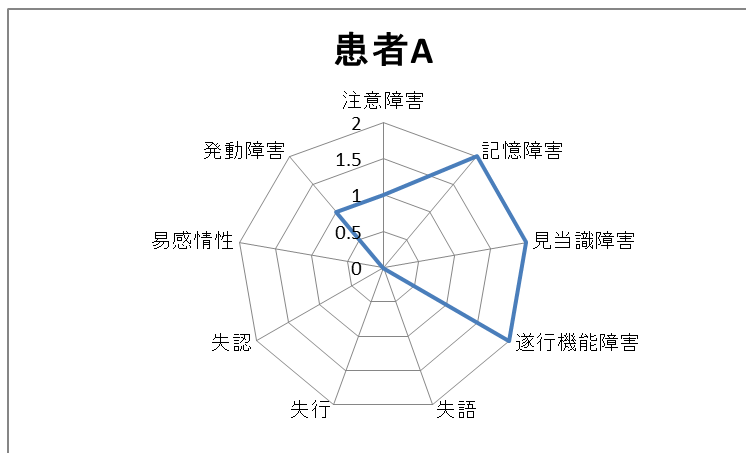 患者A
注意障害
記憶障害
見当識障害
遂行機能障害
失語
失行
失認
易感情性
発動障害
2
1.5
1
0.5
0